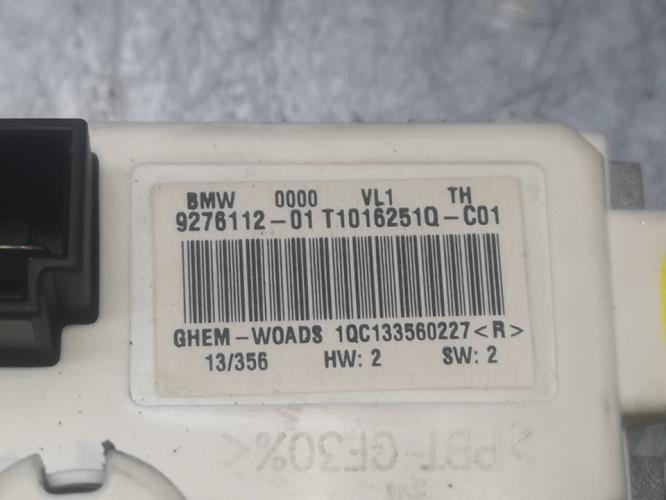 BMW 0000 VL1 TH
9276112-01 T1016251Q-C01
GHEM-WOADS 1QC133560227<R>
13/356 HW: 2 SW: 2
>PBT-GF30%<